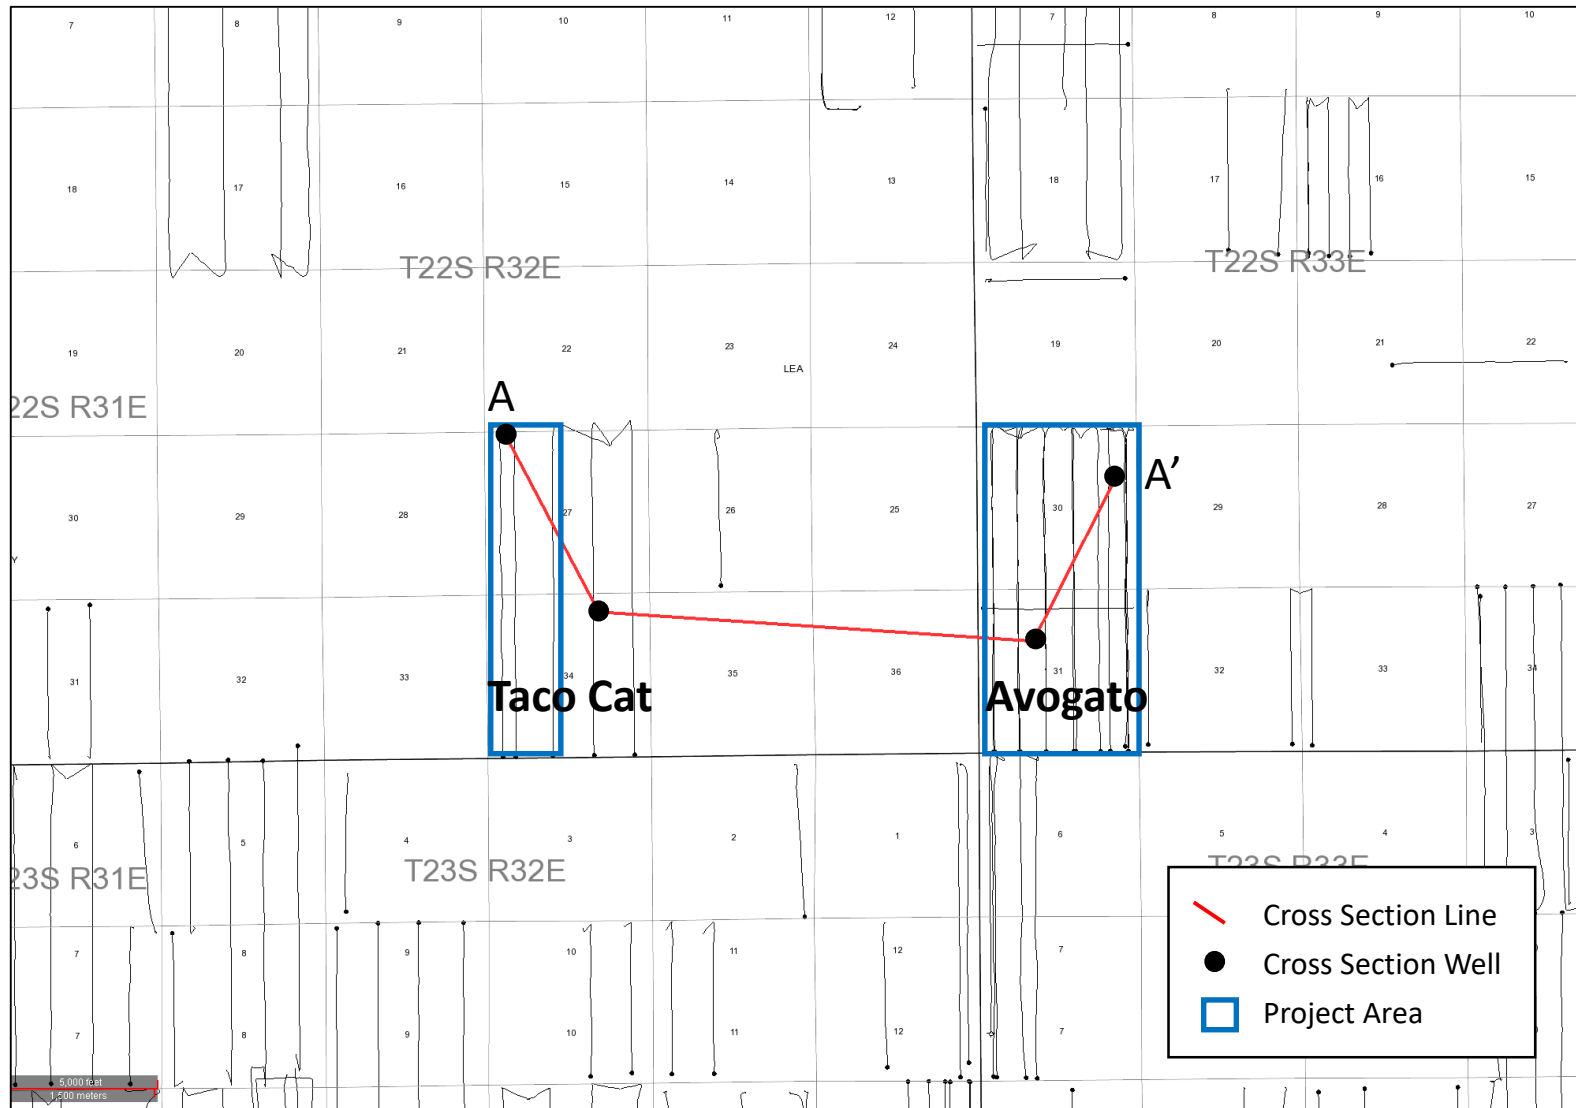 7 8 9 10 11 12 7 8 9 10
18 17 16 15 14 13 18 17 16 15
T22S R32E T22S R33E
19 20 21 22 23 24 19 20 21 22
LEA
22S R31E
A
A’
30 29 28 27 26 25 30 29 28 27
Y
31 32 33 34 35 36 31 32 33 34
Taco Cat Avogato
6 5 4 3 2 1 6 5 4 3
23S R31E T23S R32E T23S R33E
7 8 9 10 11 12 7
7 8 9 10 11 12 7
Cross Section Line
Cross Section Well
Project Area
5,000 feet
1,500 meters